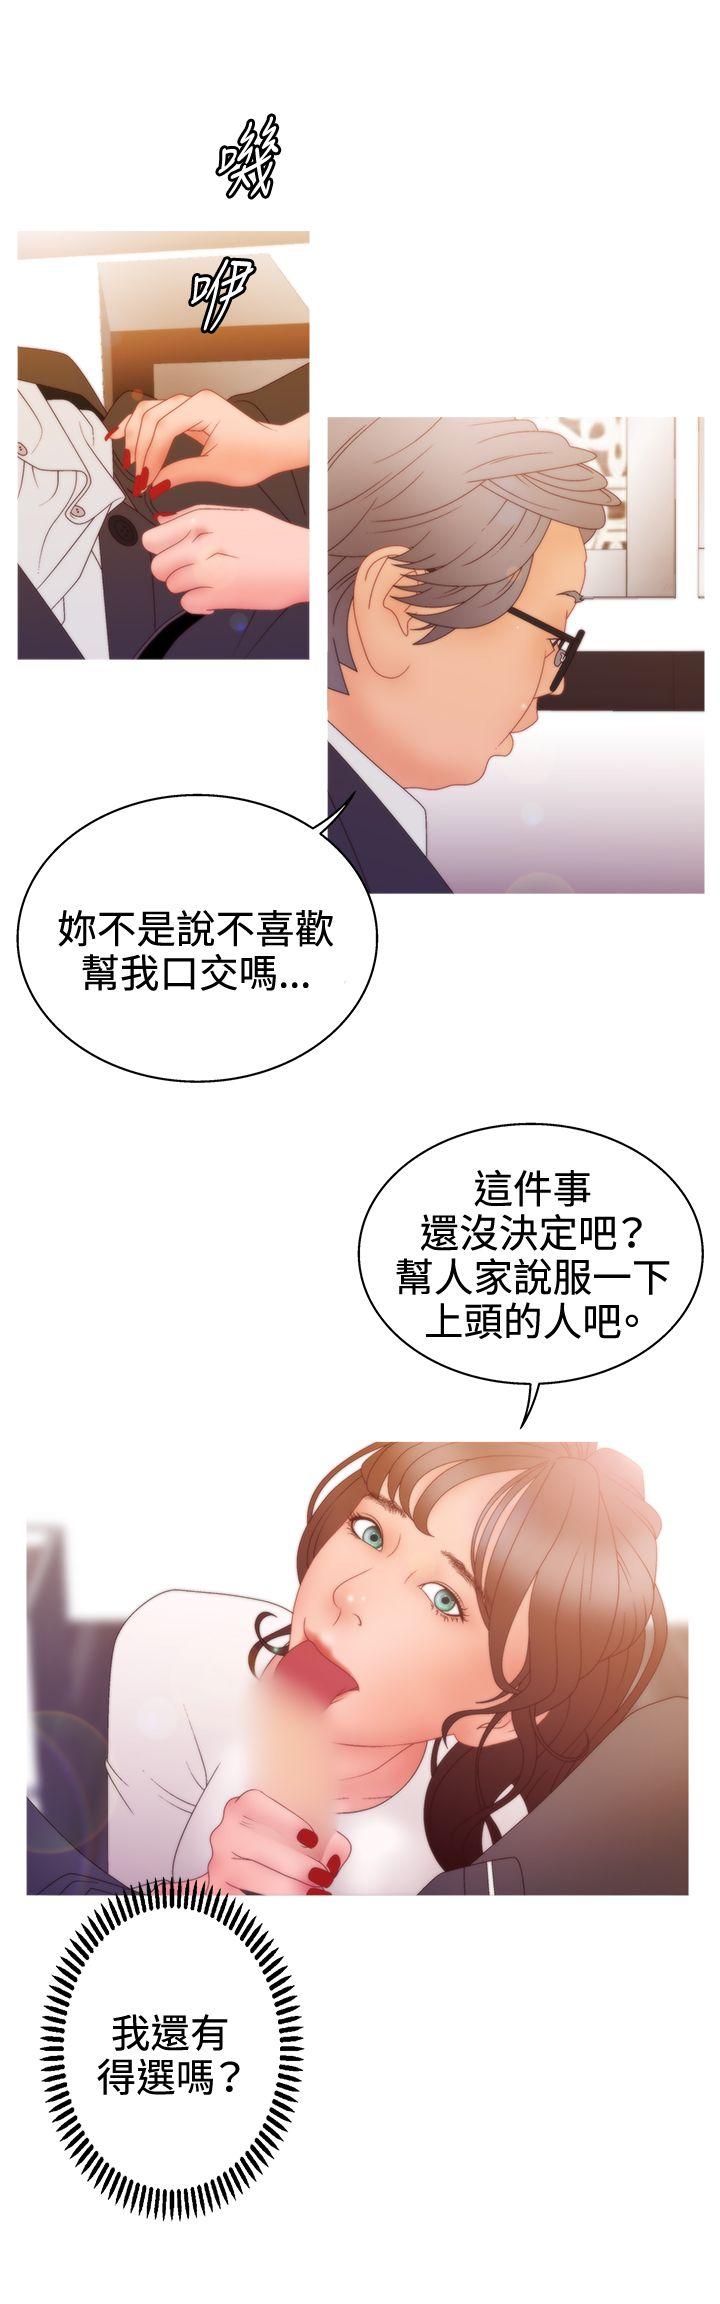 嘰
咿
妳不是說不喜歡
幫我口交嗎...
這件事
還沒決定吧?
幫人家說服一下
上頭的人吧。
我還有
得選嗎?